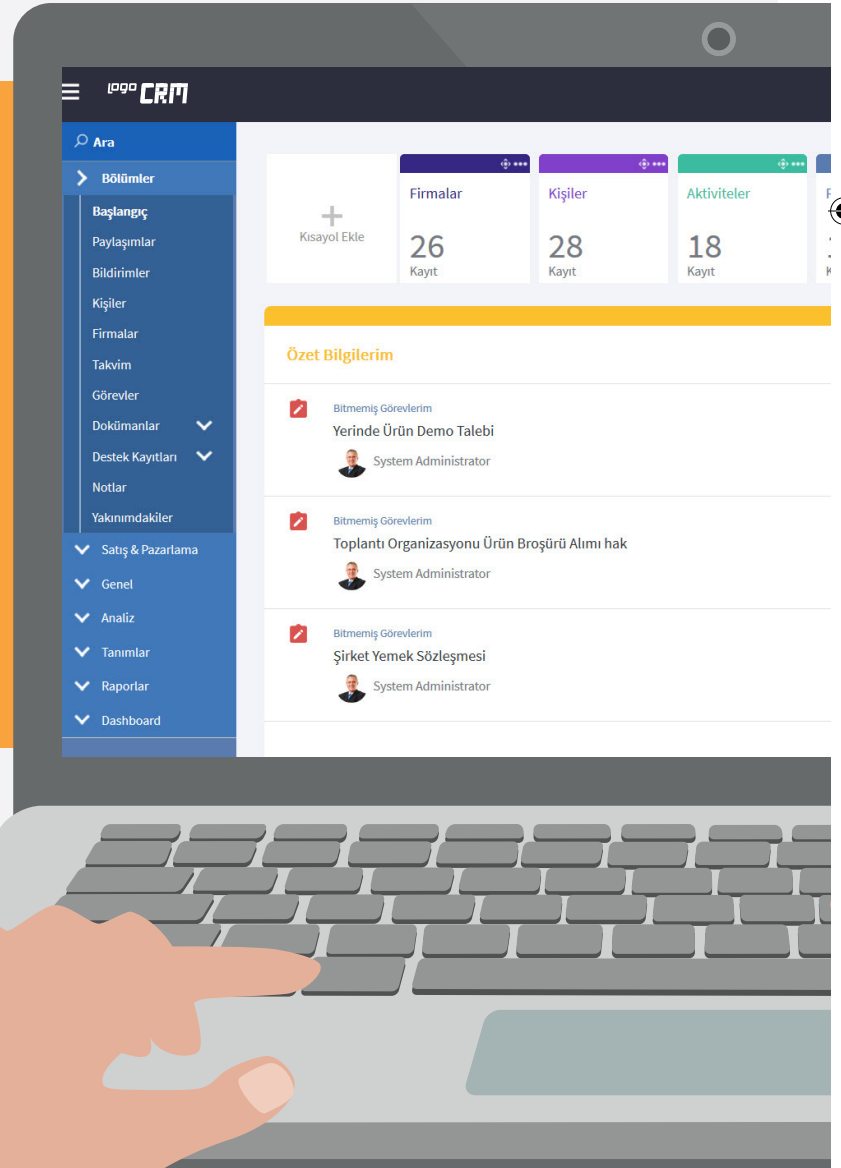 LOGO CRM
Ara
Bölümler
Başlangıç
Paylaşımlar
Bildirimler
Kişiler
Firmalar
Takvim
Görevler
Dokümanlar
Destek Kayıtları
Notlar
Yakınımdakiler
Satış & Pazarlama
Genel
Analiz
Tanımlar
Raporlar
Dashboard
Kısayol Ekle
Firmalar
26
Kayıt
Kişiler
28
Kayıt
Aktiviteler
18
Kayıt
Özet Bilgilerim
Bitmemiş Görevlerim
Yerinde Ürün Demo Talebi
System Administrator
Bitmemiş Görevlerim
Toplantı Organizasyonu Ürün Broşürü Alımı hak
System Administrator
Bitmemiş Görevlerim
Şirket Yemek Sözleşmesi
System Administrator